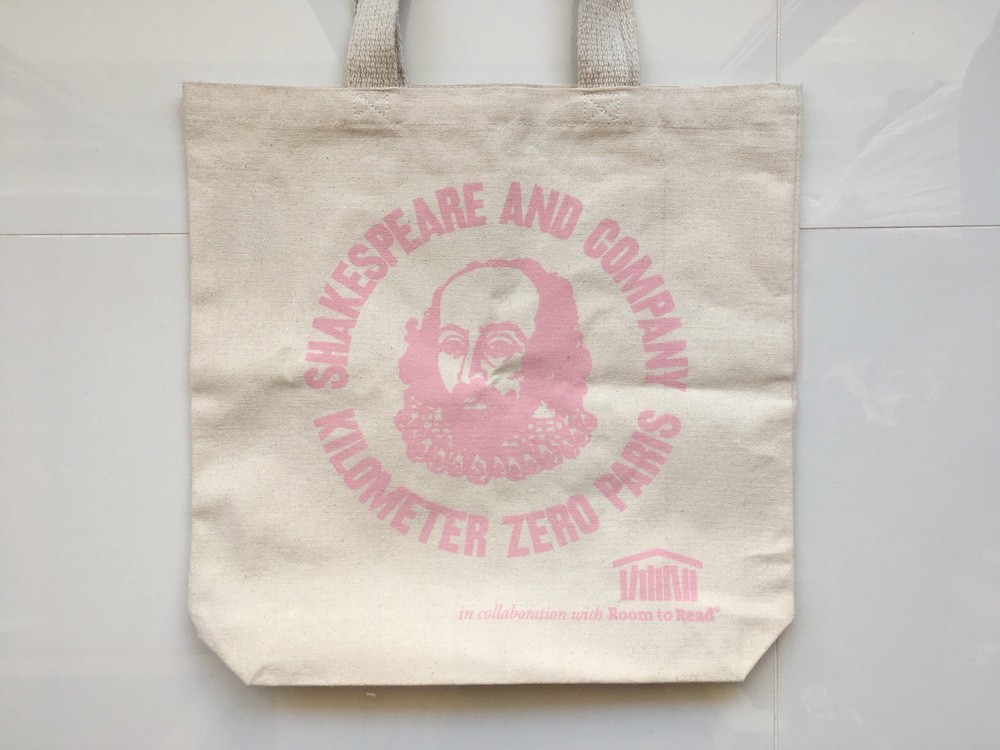 SHAKESPEARE AND COMPANY
KILOMETER ZERO PARIS
in collaboration with Room to Read®